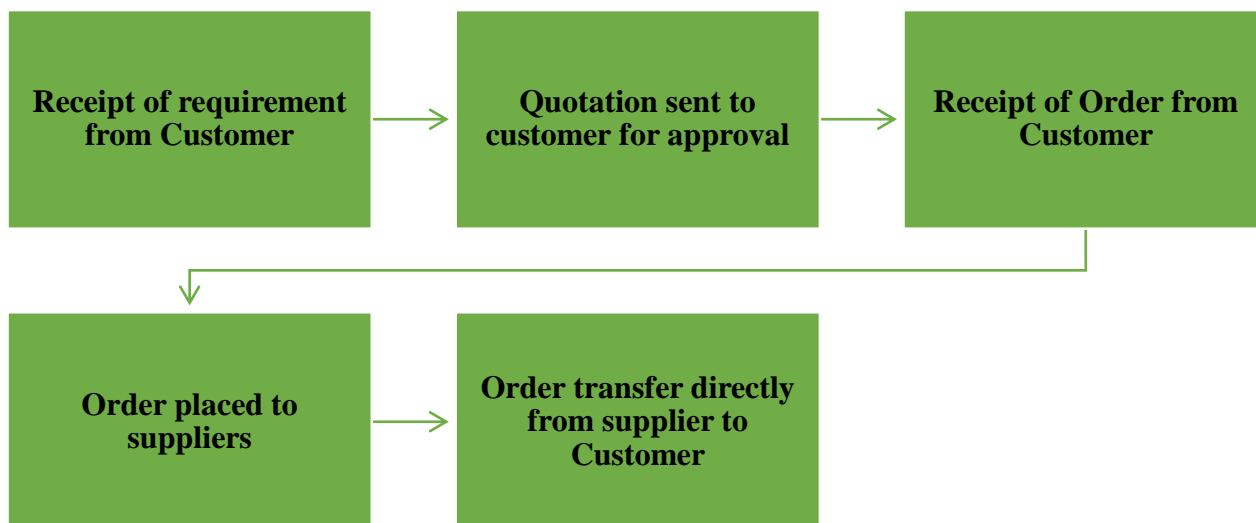 Receipt of requirement
from Customer
Quotation sent to
customer for approval
Receipt of Order from
Customer
Order placed to
suppliers
Order transfer directly
from supplier to
Customer